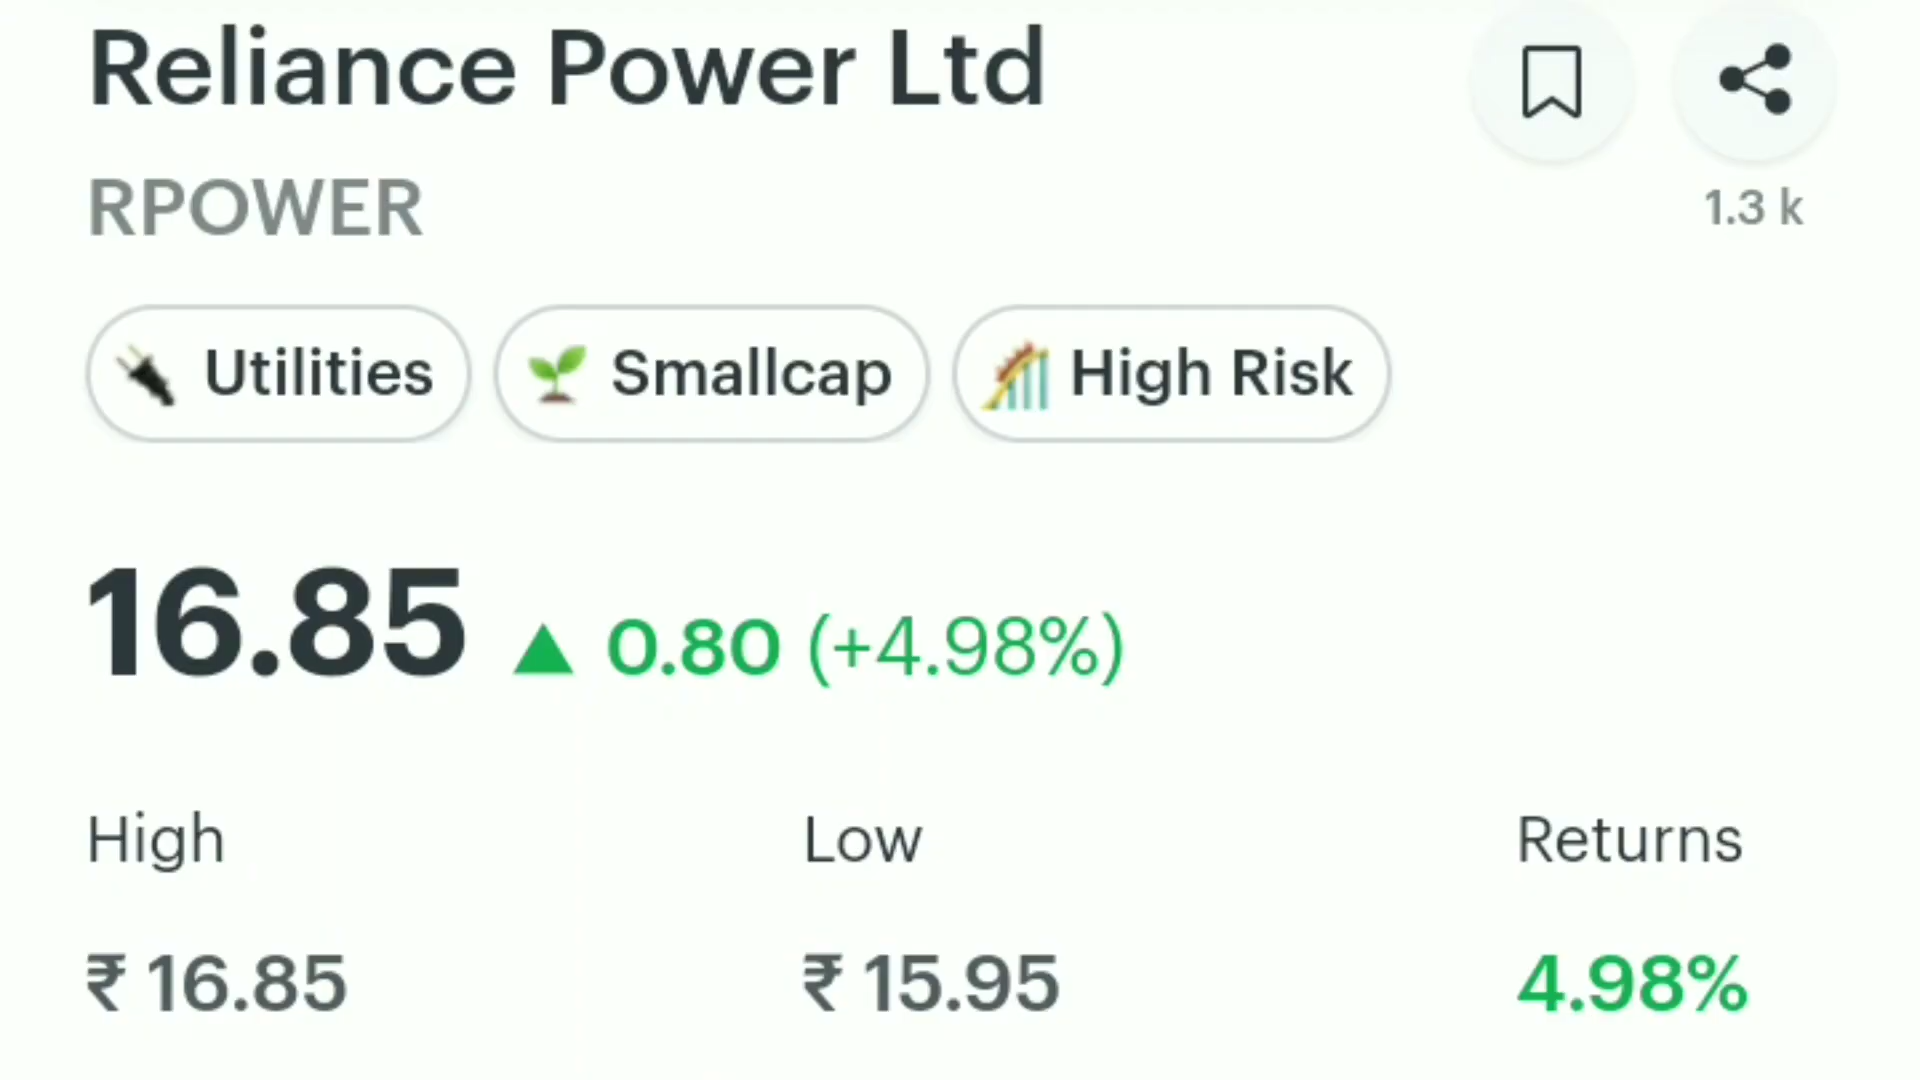 Reliance Power Ltd
RPOWER
1.3 k
Utilities Smallcap High Risk
16.85 ▲ 0.80 (+4.98%)
High Low Returns
₹ 16.85 ₹ 15.95 4.98%